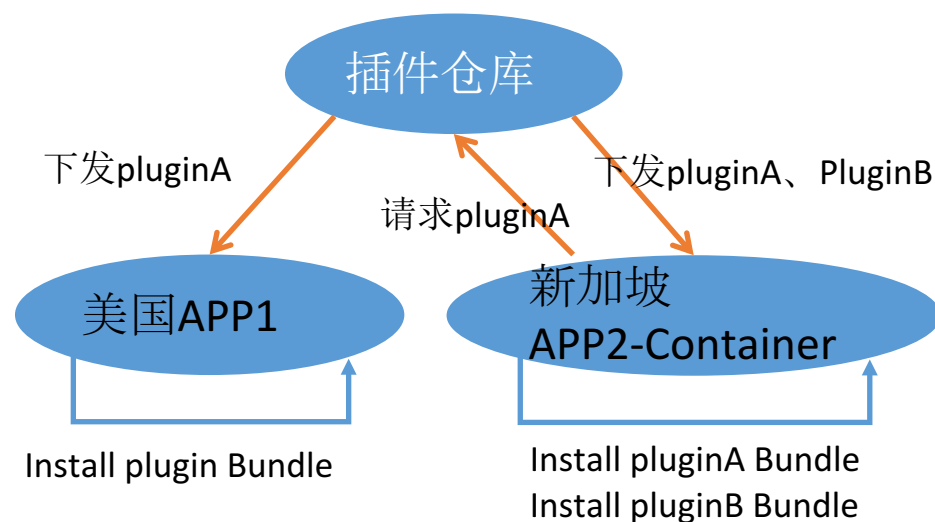 插件仓库
下发pluginA
下发pluginA、PluginB
请求pluginA
美国APP1
新加坡
APP2-Container
Install plugin Bundle
Install pluginA Bundle
Install pluginB Bundle